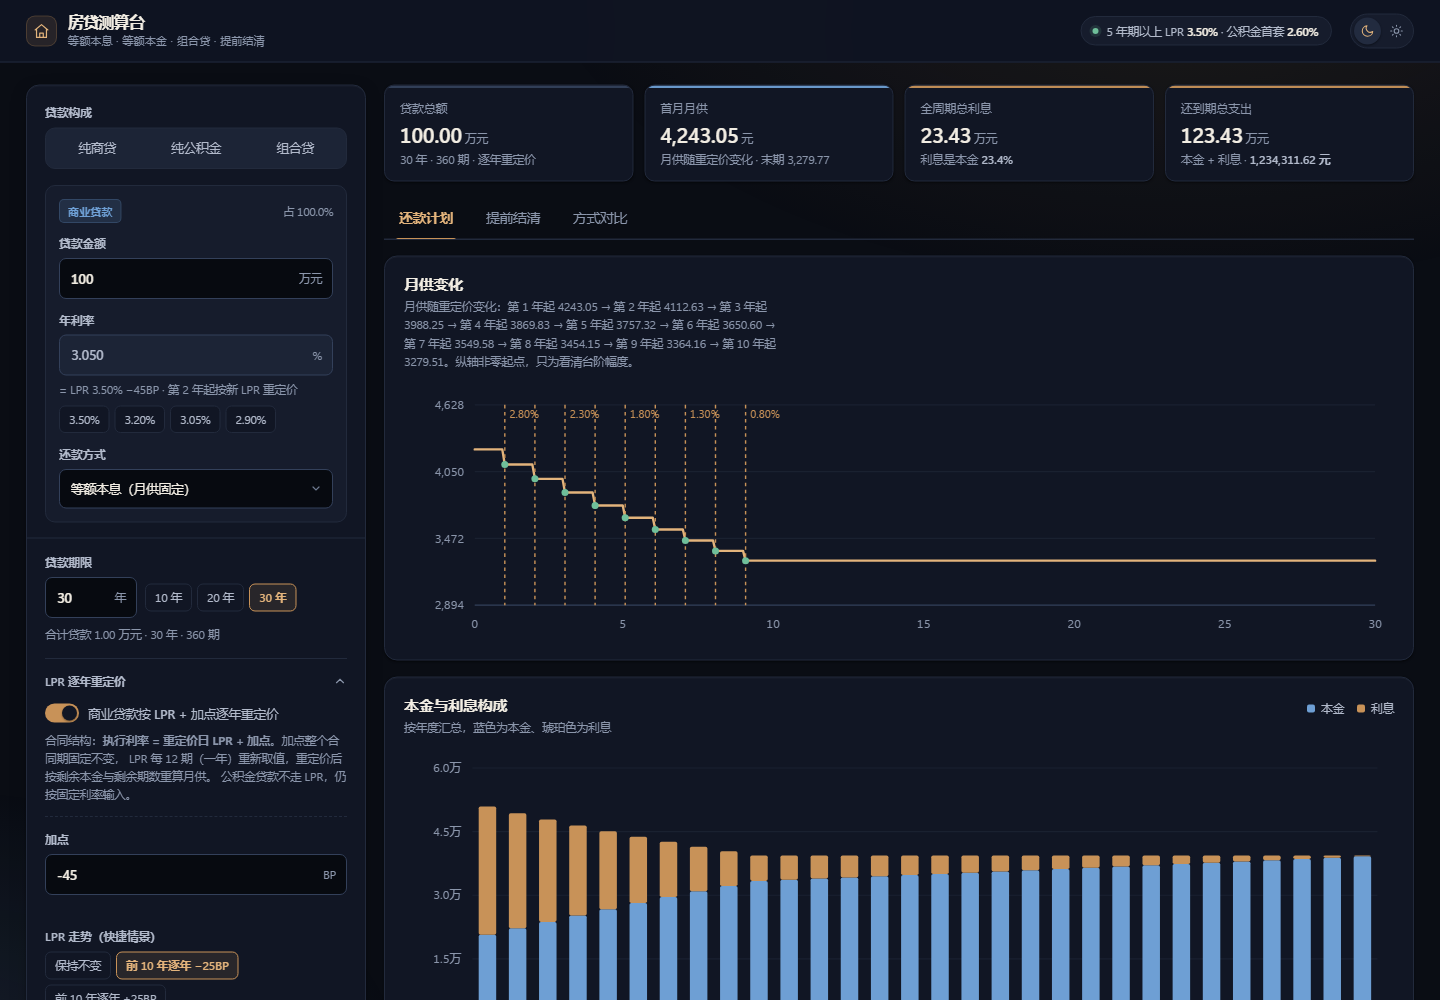 房贷测算台
等额本息 · 等额本金 · 组合贷 · 提前结清
5 年期以上 LPR 3.50% · 公积金首套 2.60%
贷款构成
纯商贷 纯公积金 组合贷
商业贷款 占 100.0%
贷款金额
100 万元
年利率
3.050 %
= LPR 3.50% −45BP · 第 2 年起按新 LPR 重定价
3.50% 3.20% 3.05% 2.90%
还款方式
等额本息（月供固定）
贷款期限
30 年 10 年 20 年 30 年
合计贷款 1.00 万元 · 30 年 · 360 期
LPR 逐年重定价
商业贷款按 LPR + 加点逐年重定价
合同结构：执行利率 = 重定价日 LPR + 加点。加点整个合
同期固定不变， LPR 每 12 期（一年）重新取值，重定价后
按剩余本金与剩余期数重算月供。 公积金贷款不走 LPR，仍
按固定利率输入。
加点
-45 BP
LPR 走势（快捷情景）
保持不变 前 10 年逐年 −25BP
前 10 年逐年 +25BP
贷款总额
100.00 万元
30 年 · 360 期 · 逐年重定价
首月月供
4,243.05 元
月供随重定价变化 · 末期 3,279.77
全周期总利息
23.43 万元
利息是本金 23.4%
还到期总支出
123.43 万元
本金 + 利息 · 1,234,311.62 元
还款计划 提前结清 方式对比
月供变化
月供随重定价变化：第 1 年起 4243.05 → 第 2 年起 4112.63 → 第 3 年起
3988.25 → 第 4 年起 3869.83 → 第 5 年起 3757.32 → 第 6 年起 3650.60 →
第 7 年起 3549.58 → 第 8 年起 3454.15 → 第 9 年起 3364.16 → 第 10 年起
3279.51。纵轴非零起点，只为看清台阶幅度。
4,628
2.80% 2.30% 1.80% 1.30% 0.80%
4,050
3,472
2,894
0 5 10 15 20 25 30
本金与利息构成
按年度汇总，蓝色为本金、琥珀色为利息
本金 利息
6.0万
4.5万
3.0万
1.5万